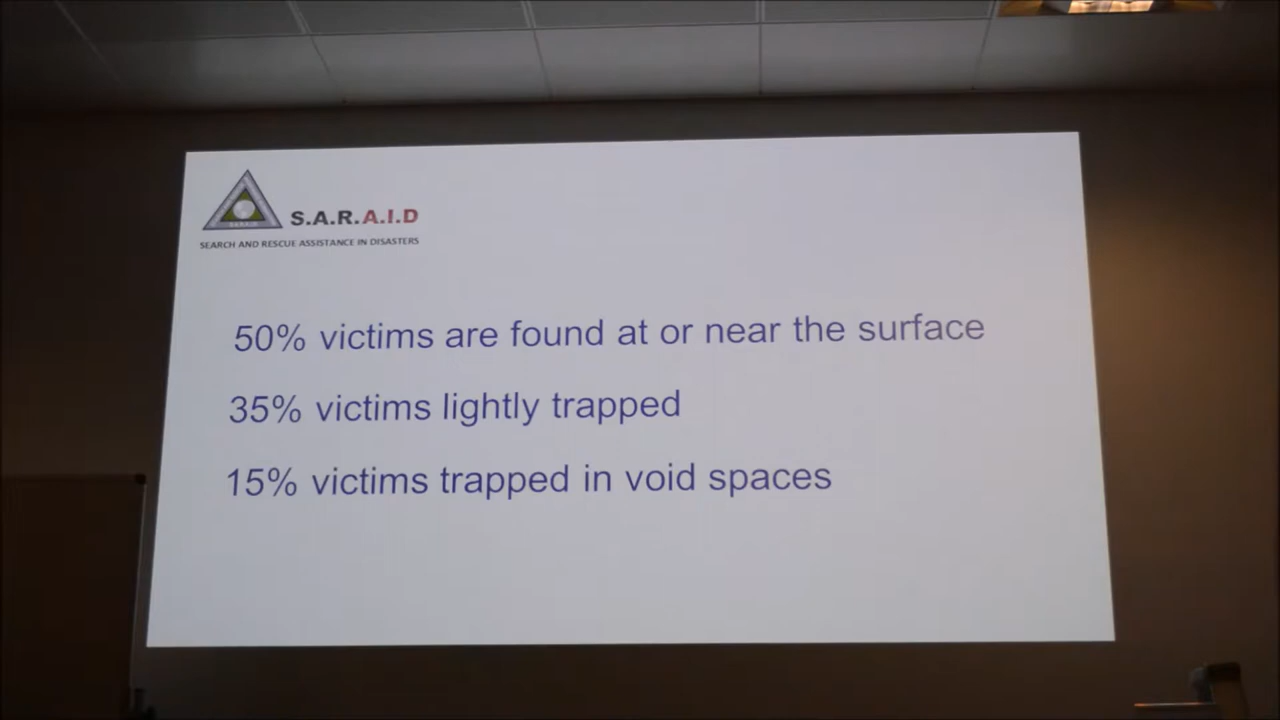 S.A.R.A.I.D
SEARCH AND RESCUE ASSISTANCE IN DISASTERS
50% victims are found at or near the surface
35% victims lightly trapped
15% victims trapped in void spaces